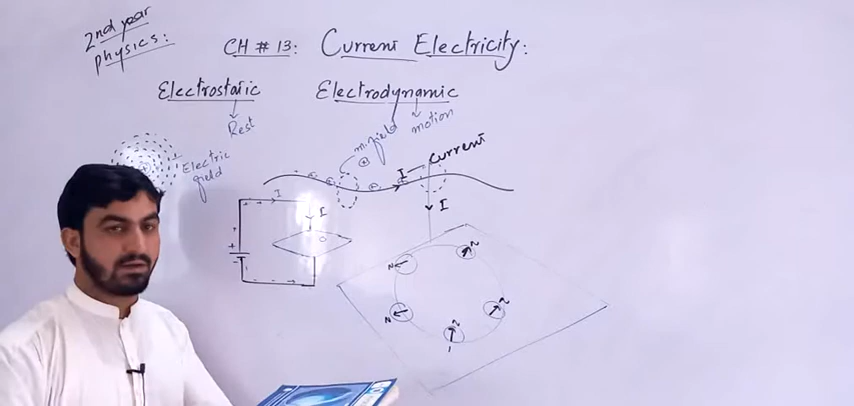 2nd year
physics:
CH # 13: Current Electricity:
Electrostatic Electrodynamic
Rest
motion
m.field
Electric
field
I Current
I
I
I
N
N
N
N
N